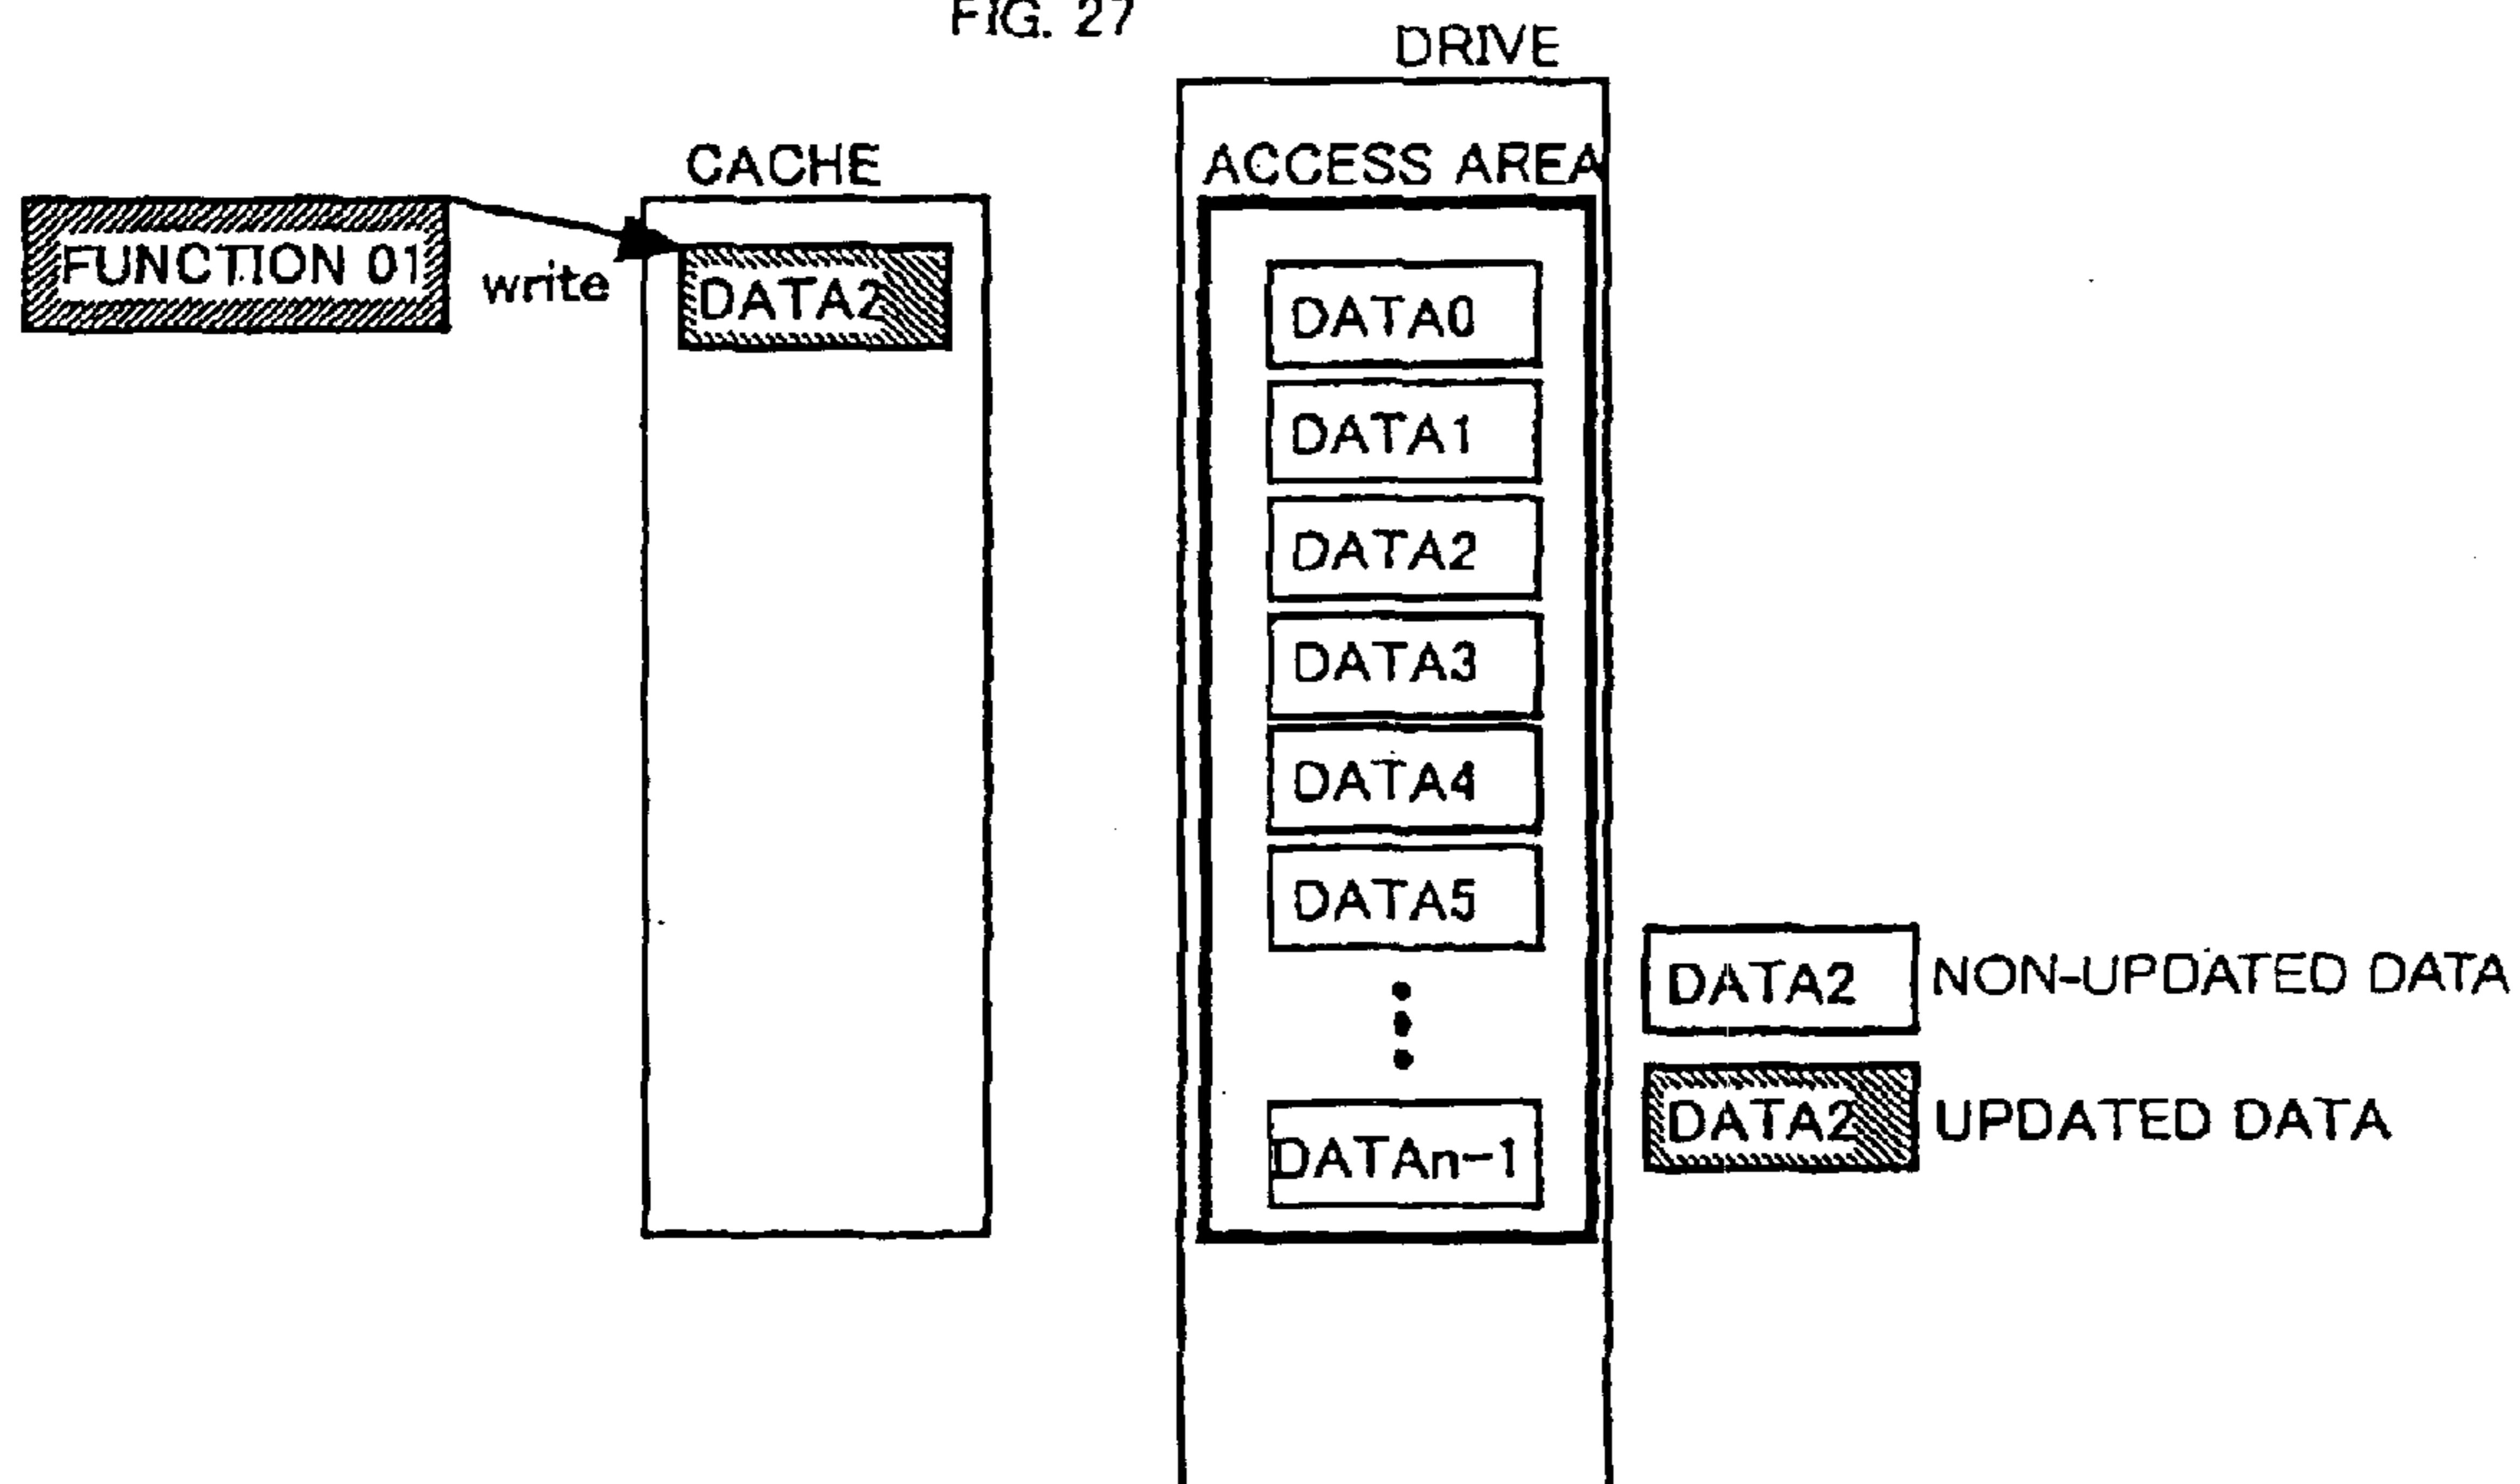 FIG. 27
DRIVE
CACHE
ACCESS AREA
FUNCTION 01
write
DATA2
DATA0
DATA1
DATA2
DATA3
DATA4
DATA5
DATAn-1
DATA2 NON-UPDATED DATA
DATA2 UPDATED DATA